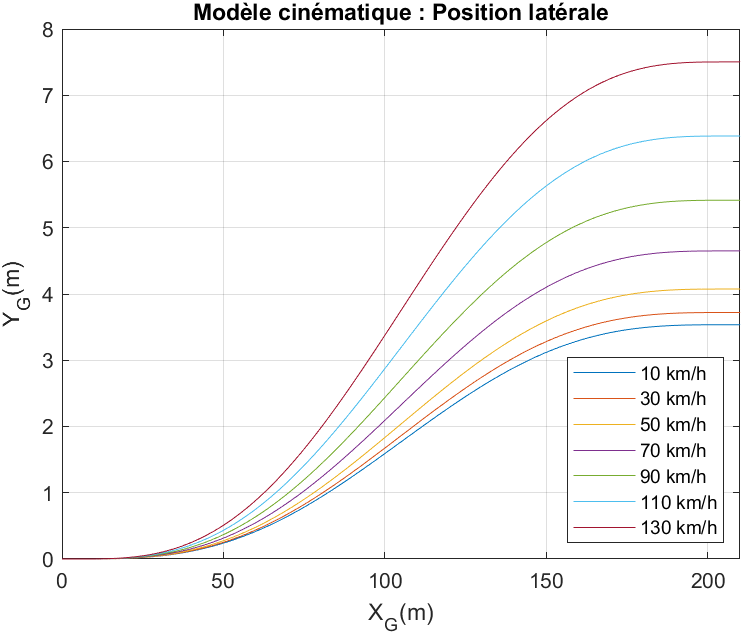 Modèle cinématique : Position latérale
8
7
6
5
4
3
2
1
0
Y_G(m)
10 km/h
30 km/h
50 km/h
70 km/h
90 km/h
110 km/h
130 km/h
0 50 100 150 200
X_G(m)